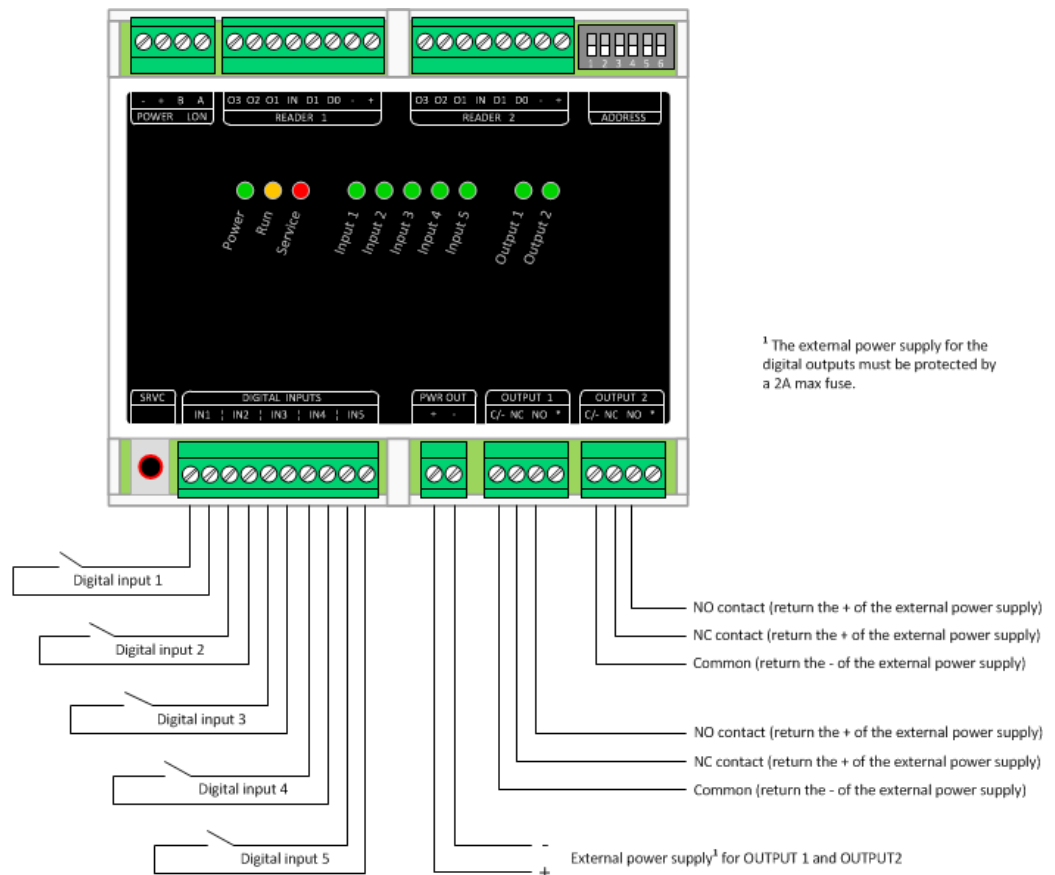 1 2 3 4 5 6
- + B A
POWER LON
O3 O2 O1 IN D1 D0 - +
READER 1
O3 O2 O1 IN D1 D0 - +
READER 2
ADDRESS
Power
Run
Service
Input 1
Input 2
Input 3
Input 4
Input 5
Output 1
Output 2
1 The external power supply for the
digital outputs must be protected by
a 2A max fuse.
SRVC
DIGITAL INPUTS
IN1 ¦ IN2 ¦ IN3 ¦ IN4 ¦ IN5
PWR OUT
+ -
OUTPUT 1
C/- NC NO *
OUTPUT 2
C/- NC NO *
Digital input 1
Digital input 2
Digital input 3
Digital input 4
Digital input 5
NO contact (return the + of the external power supply)
NC contact (return the + of the external power supply)
Common (return the - of the external power supply)
NO contact (return the + of the external power supply)
NC contact (return the + of the external power supply)
Common (return the - of the external power supply)
-
+
External power supply1 for OUTPUT 1 and OUTPUT2